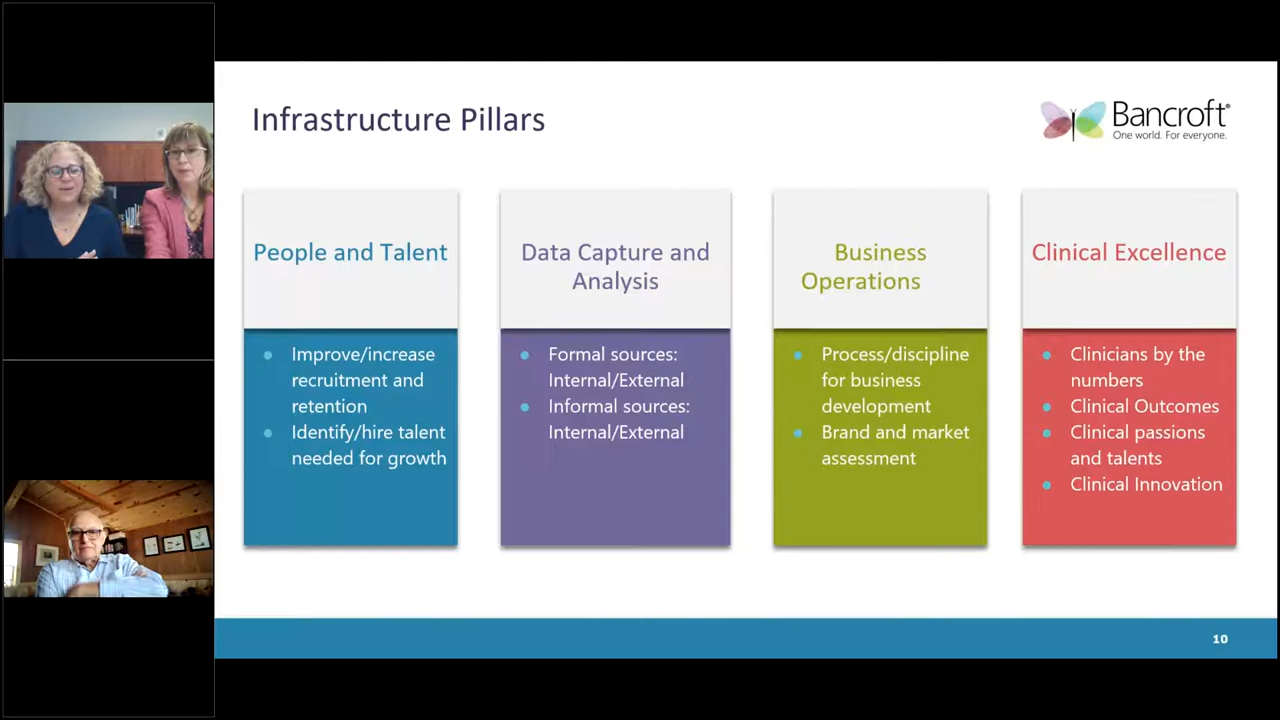 Infrastructure Pillars
Bancroft®
One world. For everyone.
People and Talent
Improve/increase
recruitment and
retention
Identify/hire talent
needed for growth
Data Capture and
Analysis
Formal sources:
Internal/External
Informal sources:
Internal/External
Business
Operations
Process/discipline
for business
development
Brand and market
assessment
Clinical Excellence
Clinicians by the
numbers
Clinical Outcomes
Clinical passions
and talents
Clinical Innovation
10